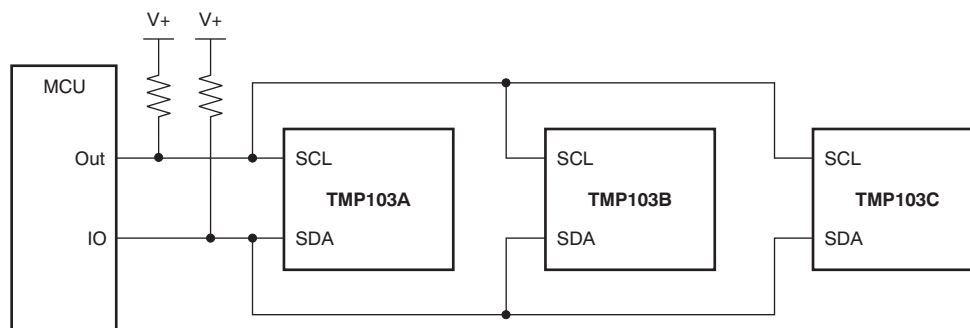 V+ V+
MCU
Out SCL SCL SCL
TMP103A TMP103B TMP103C
IO SDA SDA SDA